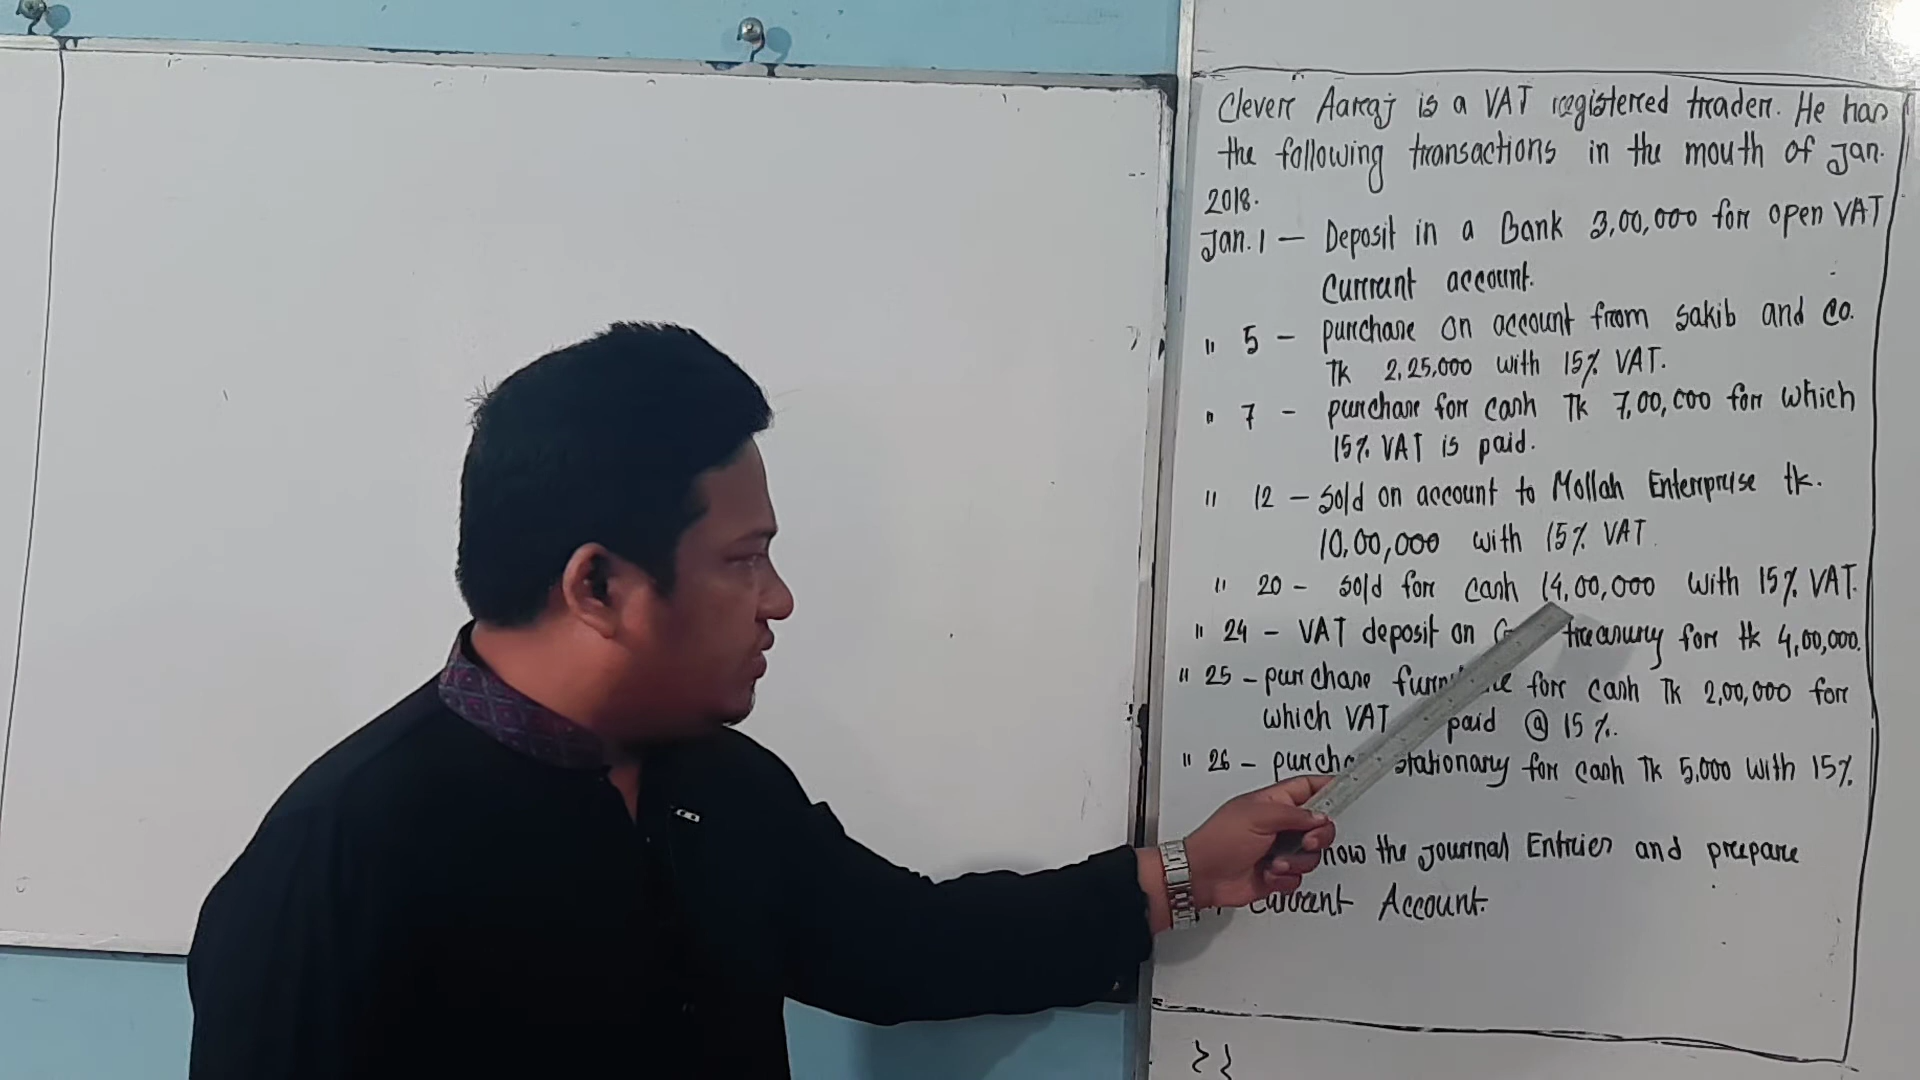 Clever Aaraj is a VAT registered trader. He has
the following transactions in the mouth of Jan.
2018.
Jan. 1 — Deposit in a Bank 3,00,000 for open VAT
Currant account.
" 5 - purchase on account from sakib and co.
Tk 2,25,000 with 15% VAT.
" 7 - purchase for cash Tk 7,00,000 for which
15% VAT is paid.
" 12 - Sold on account to Mollah Enterprise tk.
10,00,000 with 15% VAT
" 20 - sold for cash 14,00,000 with 15% VAT.
" 24 - VAT deposit on treasury for tk 4,00,000.
" 25 - purchase for cash Tk 2,00,000 for
which VAT paid @ 15%.
" 26 - stationary for cash Tk 5,000 with 15%
the Journal Entries and prepare
Currant Account.